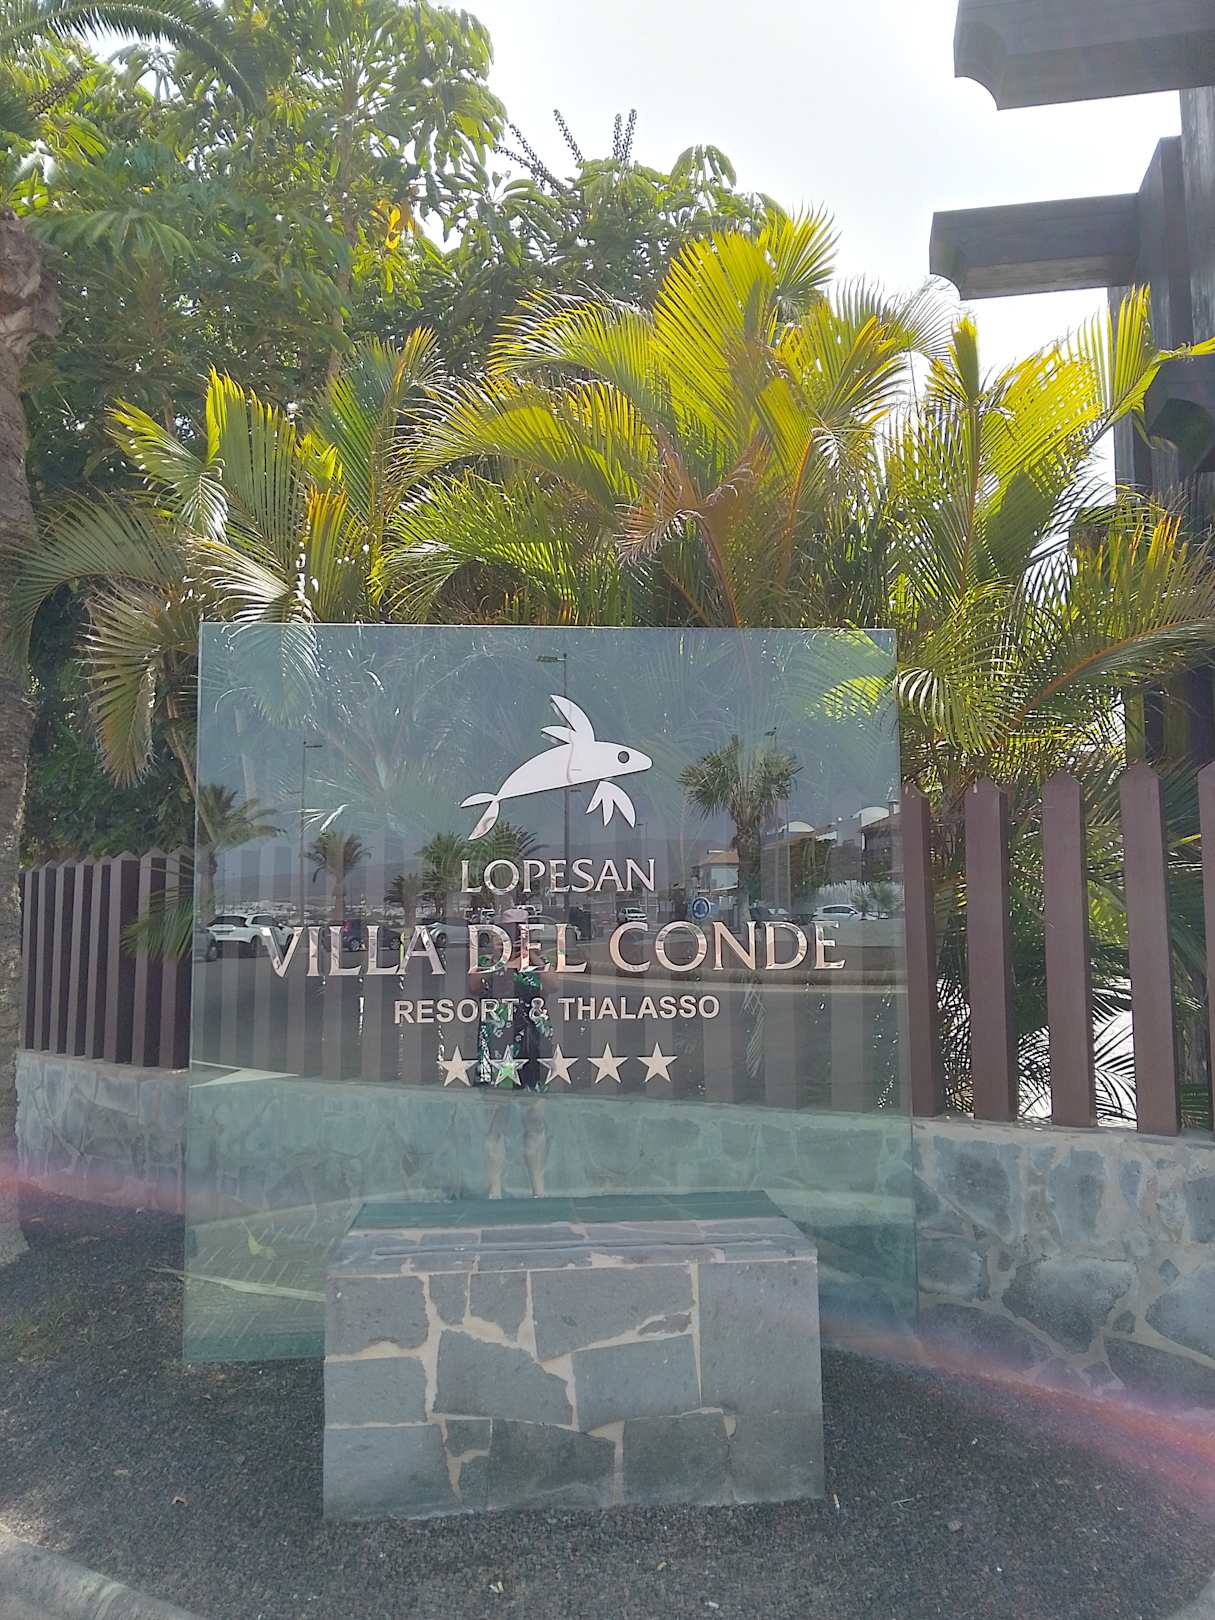 LOPESAN
VILLA DEL CONDE
RESORT & THALASSO